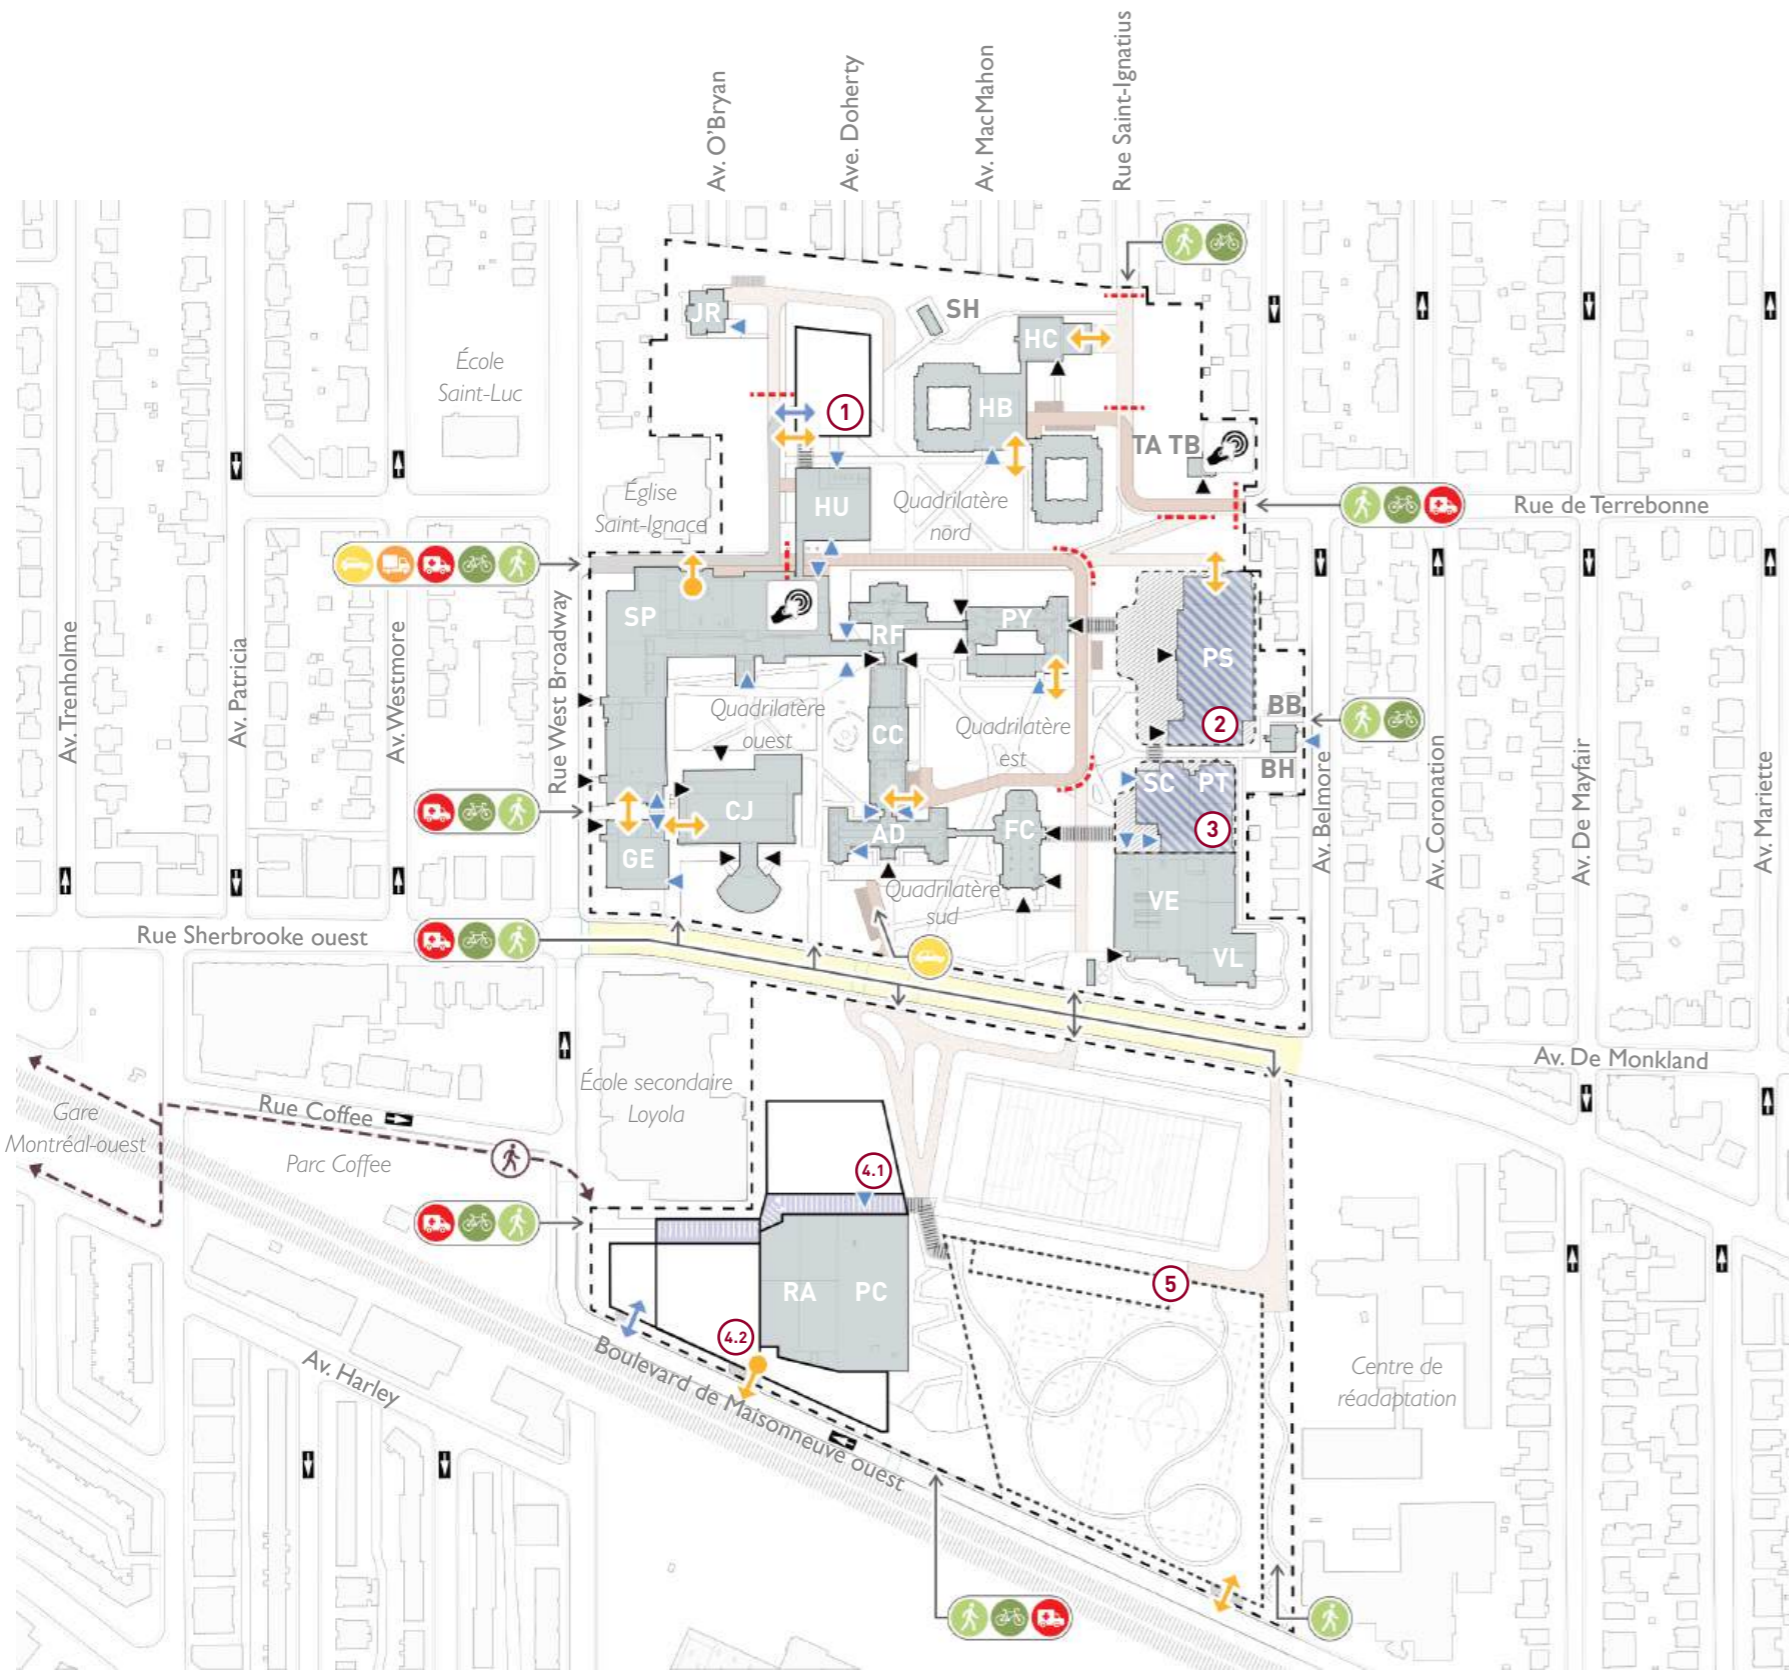 Av. O'Bryan
Ave. Doherty
Av. MacMahon
Rue Saint-Ignatius
SH
JR
HC
École
Saint-Luc
1
HB
TA TB
Église
Saint-Ignace
HU
Quadrilatère
nord
Rue de Terrebonne
Av. Trenholme
Av. Patricia
Av. Westmore
Rue West Broadway
SP
RF
PY
PS
2
BB
BH
Quadrilatère
ouest
CC
Quadrilatère
est
SC
PT
3
CJ
AD
FC
GE
Quadrilatère
sud
VE
VL
Av. Belmore
Av. Coronation
Av. De Mayfair
Av. Mariette
Rue Sherbrooke ouest
Av. De Monkland
École secondaire
Loyola
Rue Coffee
Gare
Montréal-ouest
Parc Coffee
4.1
5
RA
PC
4.2
Boulevard de Maisonneuve ouest
Av. Harley
Centre de
réadaptation